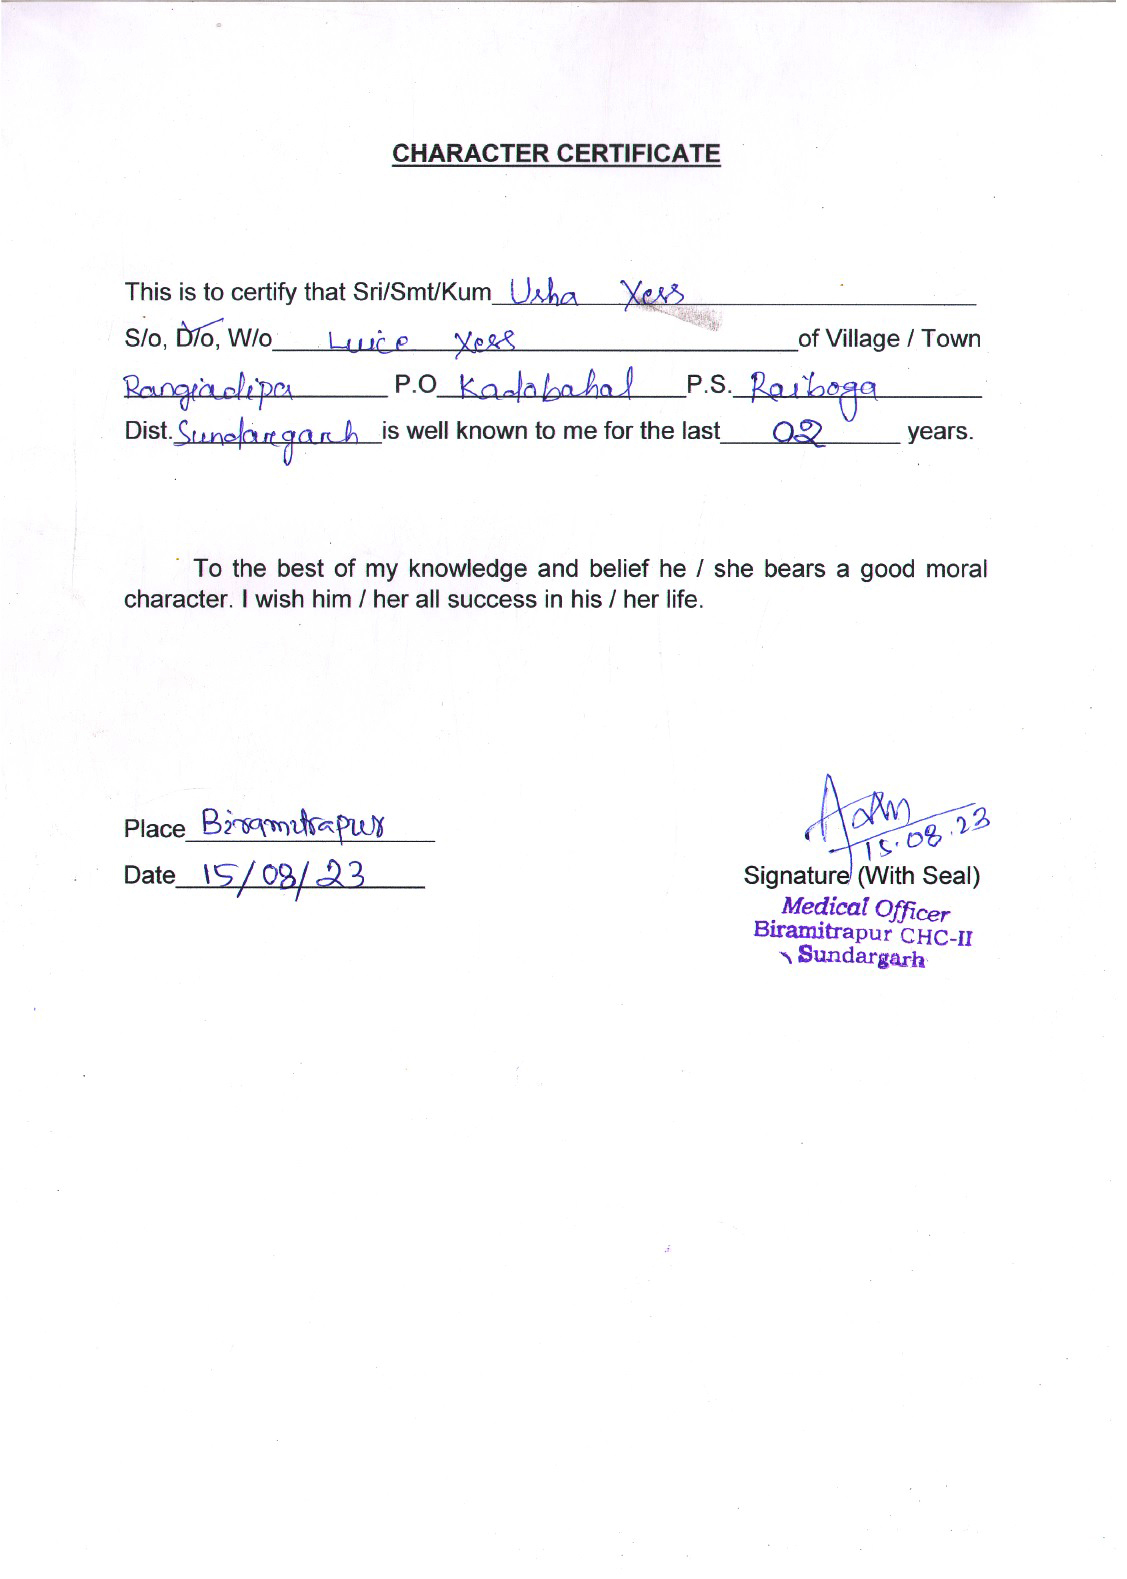 CHARACTER CERTIFICATE
This is to certify that Sri/Smt/Kum Usha Xess
S/o, D/o, W/o Luice Xess of Village / Town
Rangiadipa P.O Kadobahal P.S. Raiboga
Dist. Sundargarh is well known to me for the last 02 years.
To the best of my knowledge and belief he / she bears a good moral
character. I wish him / her all success in his / her life.
Place Biramitrapur
15.08.23
Date 15/08/23
Signature (With Seal)
Medical Officer
Biramitrapur CHC-II
Sundargarh